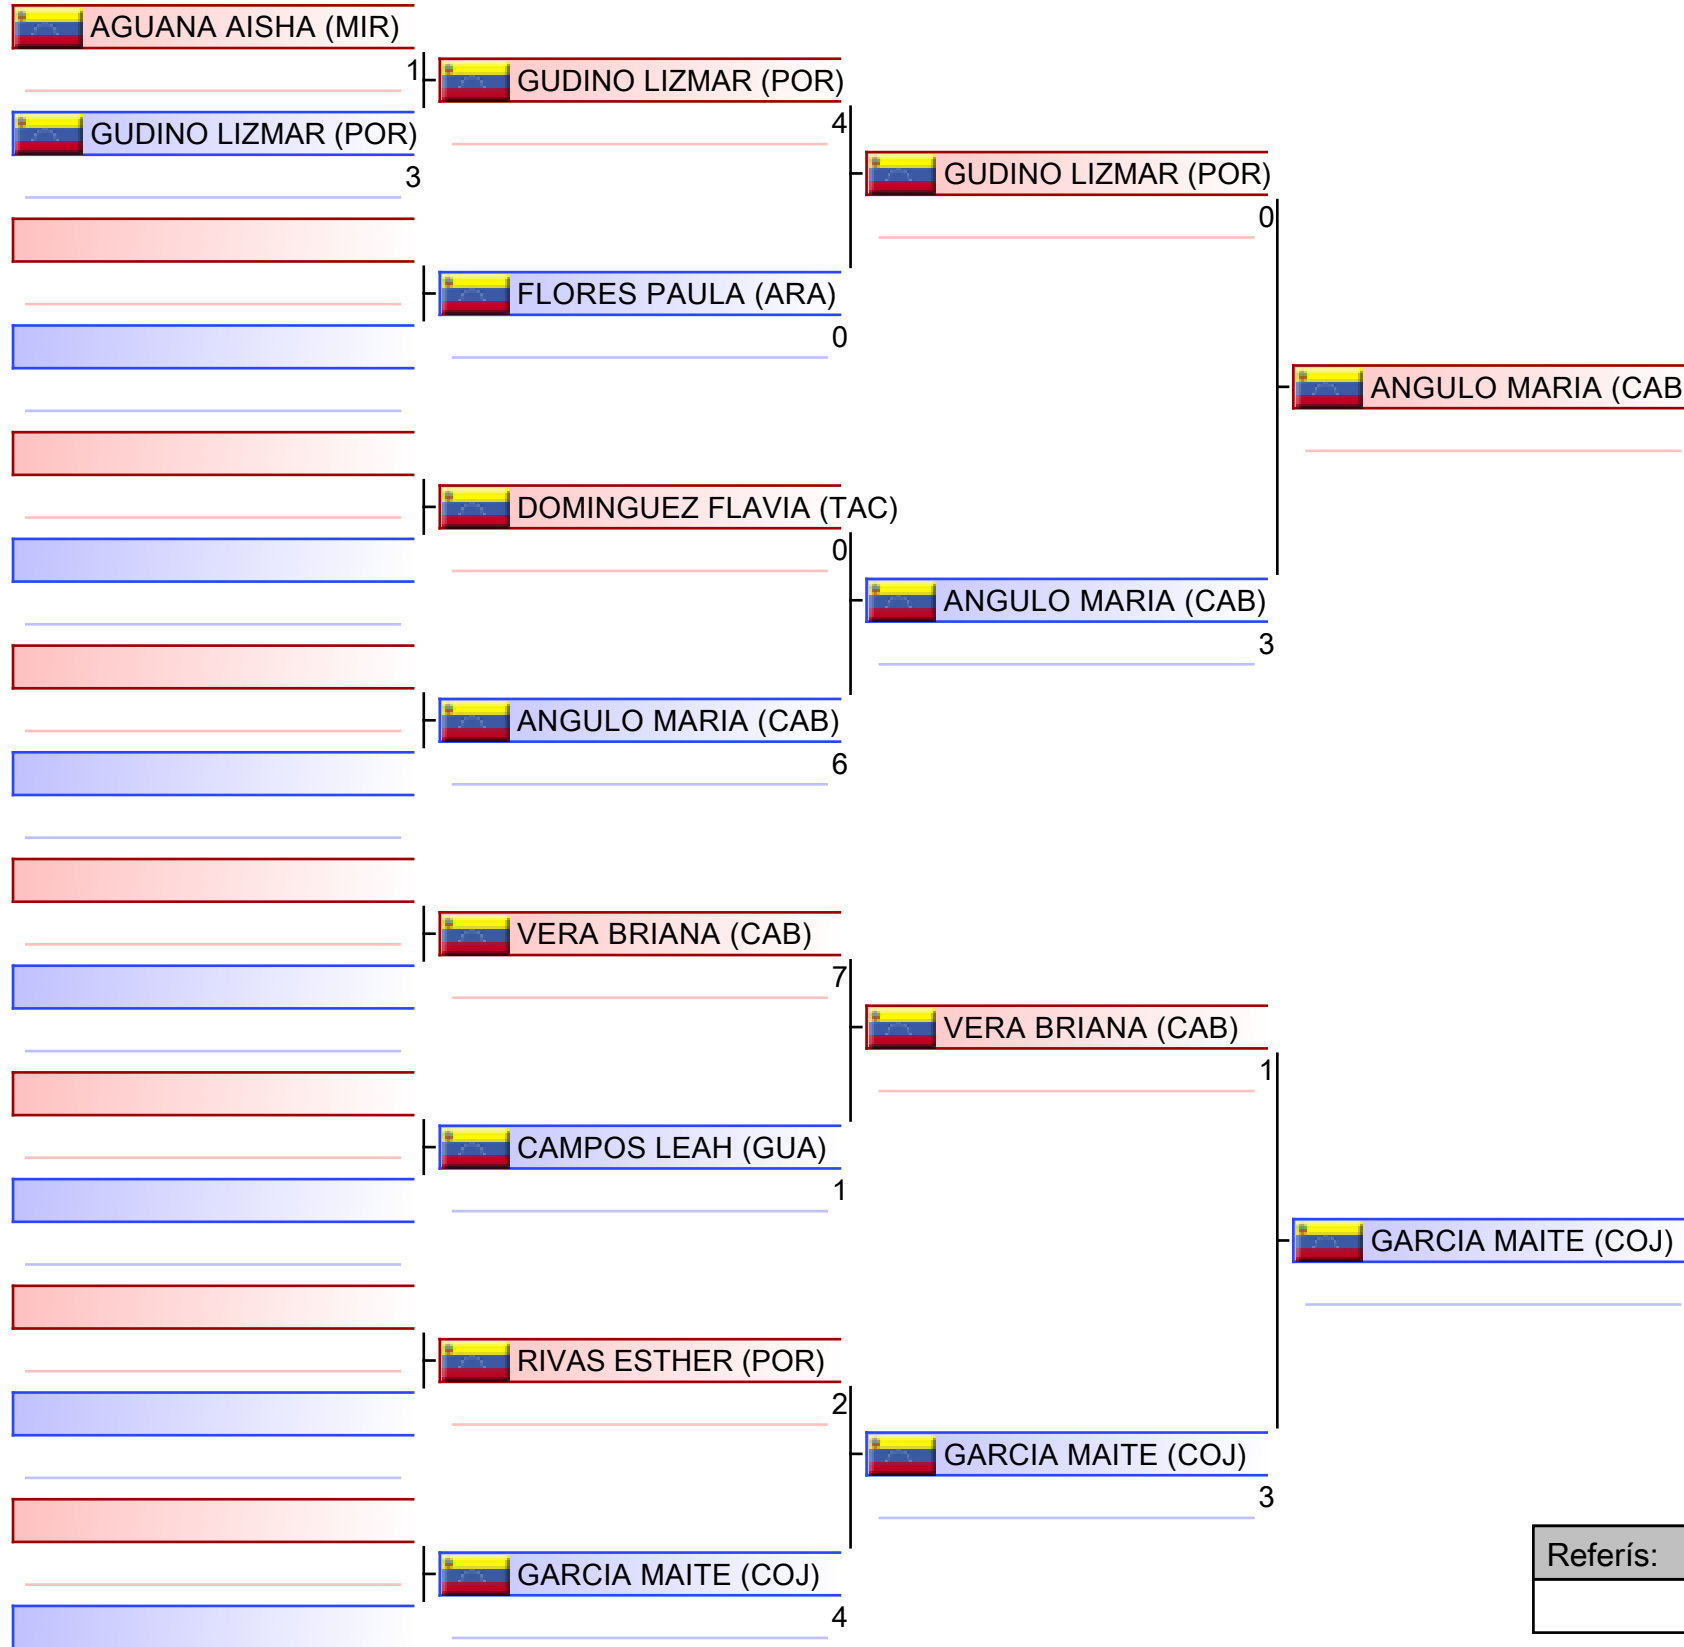 AGUANA AISHA (MIR)
1
GUDINO LIZMAR (POR)
3
GUDINO LIZMAR (POR)
4
FLORES PAULA (ARA)
0
DOMINGUEZ FLAVIA (TAC)
0
ANGULO MARIA (CAB)
6
VERA BRIANA (CAB)
7
CAMPOS LEAH (GUA)
1
RIVAS ESTHER (POR)
2
GARCIA MAITE (COJ)
4
GUDINO LIZMAR (POR)
0
ANGULO MARIA (CAB)
3
VERA BRIANA (CAB)
1
GARCIA MAITE (COJ)
3
ANGULO MARIA (CAB
GARCIA MAITE (COJ)
Referís: